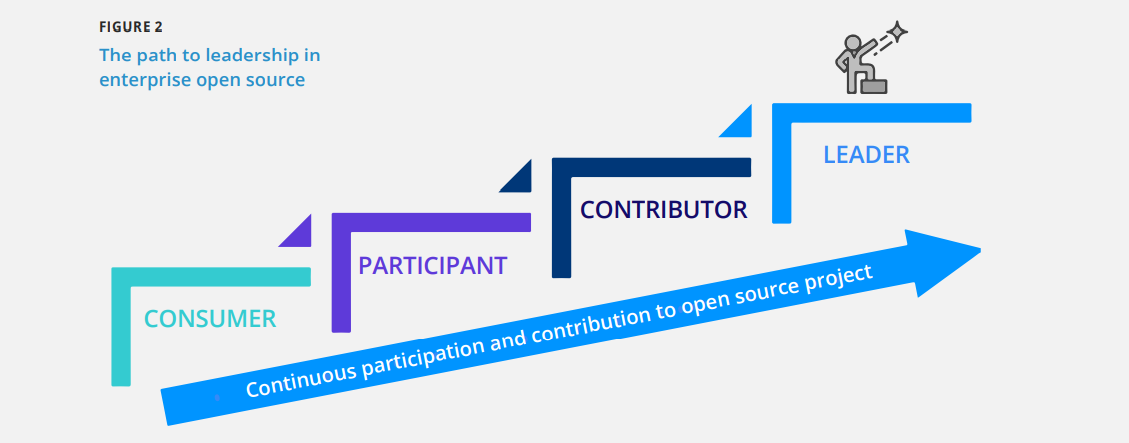 FIGURE 2
The path to leadership in
enterprise open source
LEADER
CONTRIBUTOR
PARTICIPANT
CONSUMER
Continuous participation and contribution to open source project